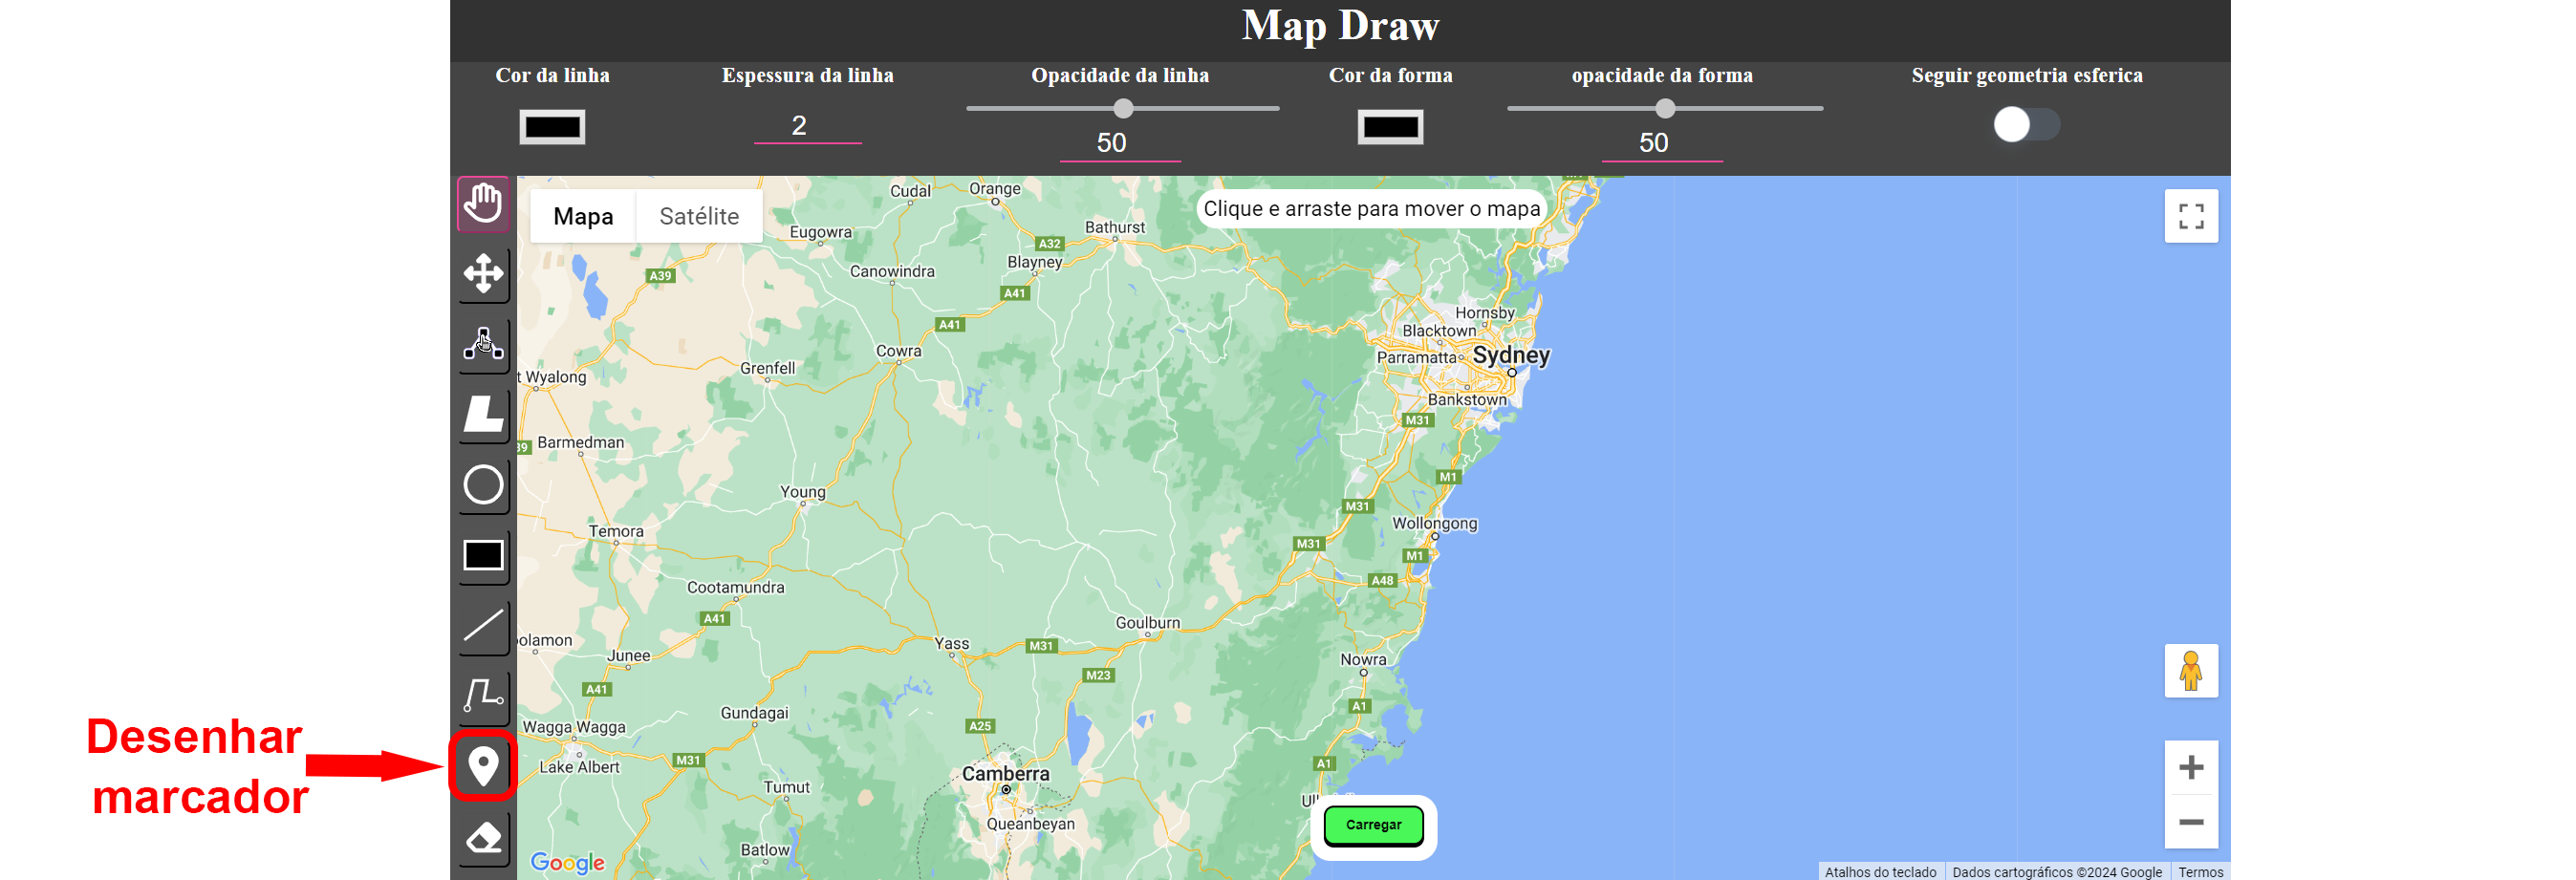 Map Draw
Cor da linha
Espessura da linha
Opacidade da linha
Cor da forma
opacidade da forma
Seguir geometria esferica
2
50
50
Mapa
Satélite
Clique e arraste para mover o mapa
Cudal
Orange
Eugowra
Bathurst
A32
Blayney
Canowindra
A39
A41
Hornsby
A41
Blacktown
Cowra
Parramatta
Sydney
Grenfell
t Wyalong
Bankstown
M31
Barmedman
39
M1
Young
M31
Wollongong
Temora
M31
M1
A48
Cootamundra
A41
Goulburn
olamon
Yass
M31
Junee
Nowra
M23
A41
A1
Gundagai
Wagga Wagga
A25
Desenhar
marcador
M31
Lake Albert
A1
Camberra
Tumut
Queanbeyan
Carregar
Batlow
Google
Atalhos do teclado
Dados cartográficos ©2024 Google
Termos